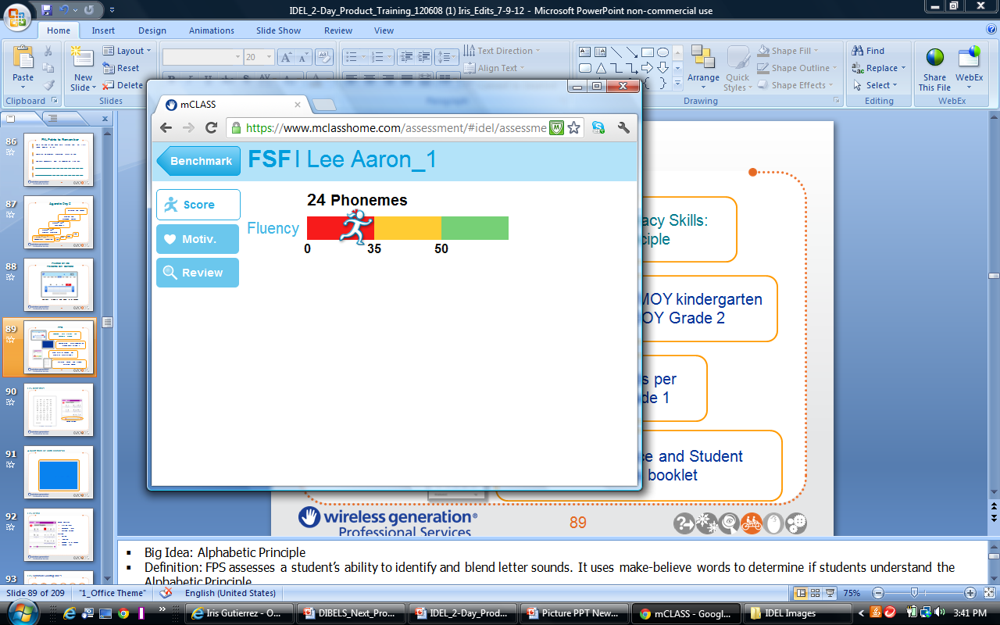 IDEL_2-Day_Product_Training_120608 (1) Iris_Edits_7-9-12 - Microsoft PowerPoint non-commercial use
Home Insert Design Animations Slide Show Review View
Paste
Clipboard
New
Slide
Layout
Reset
Delete
Slides
20
Text Direction
Align Text
Paragraph
Arrange
Quick
Styles
Shape Fill
Shape Outline
Shape Effects
Drawing
Find
Replace
Select
Editing
Share
This File
WebEx
WebEx
86
87
88
89
90
91
92
93
mCLASS
https://www.mclasshome.com/assessment/#idel/assessme
Benchmark
FSF| Lee Aaron_1
Score
Motiv.
Review
24 Phonemes
Fluency
0 35 50
acy Skills:
ciple
MOY kindergarten
OY Grade 2
s per
de 1
ce and Student
booklet
wireless generation®
Professional Services
89
▪ Big Idea: Alphabetic Principle
▪ Definition: FPS assesses a student’s ability to identify and blend letter sounds. It uses make-believe words to determine if students understand the
Alphabetic Principle
Slide 89 of 209 "1_Office Theme" English (United States) 75%
Iris Gutierrez - O... DIBELS_Next_Pro... IDEL_2-Day_Prod... Picture PPT New... mCLASS - Googl... IDEL Images 3:41 PM